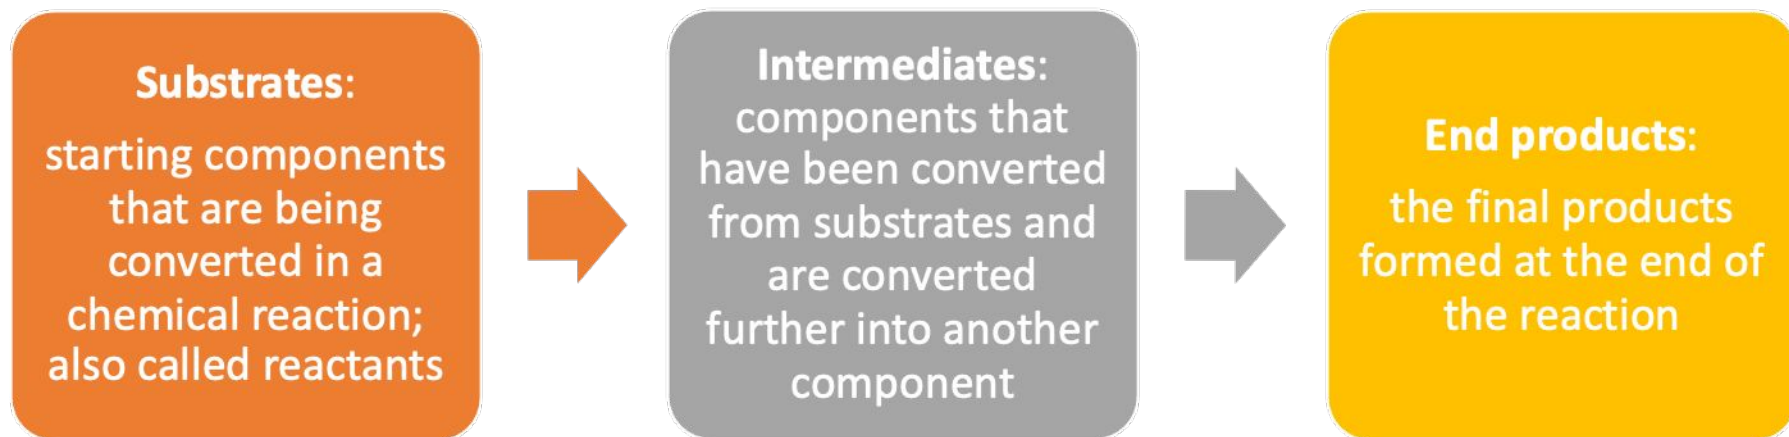 Substrates:
starting components
that are being
converted in a
chemical reaction;
also called reactants
Intermediates:
components that
have been converted
from substrates and
are converted
further into another
component
End products:
the final products
formed at the end of
the reaction